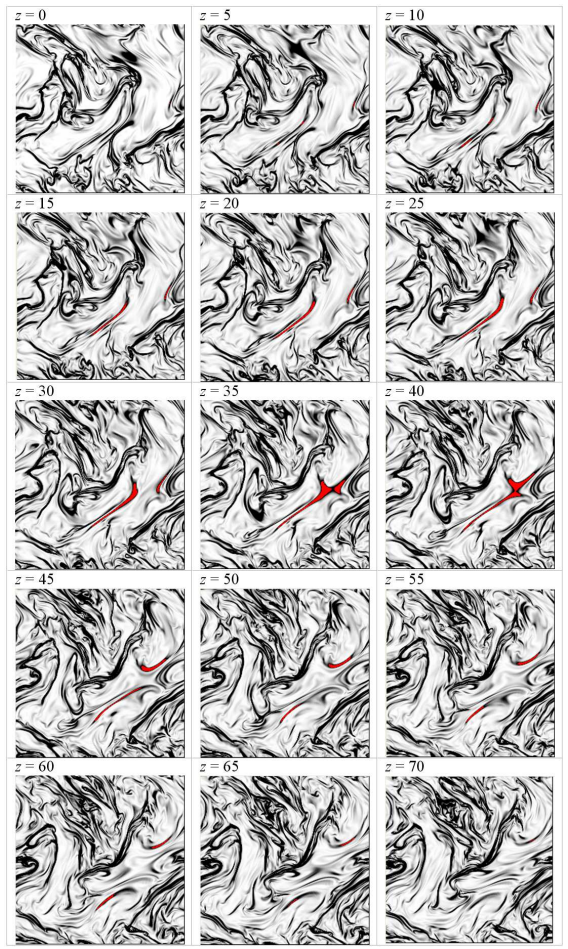 z = 0
z = 5
z = 10
z = 15
z = 20
z = 25
z = 30
z = 35
z = 40
z = 45
z = 50
z = 55
z = 60
z = 65
z = 70